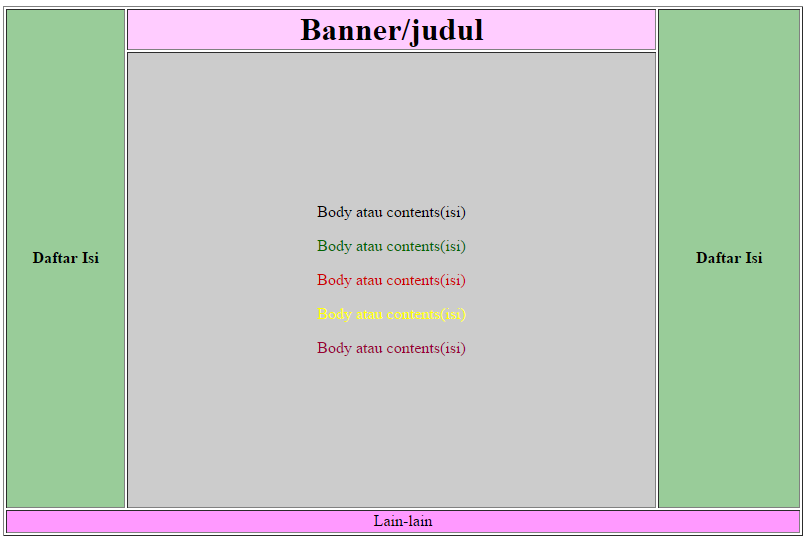 Banner/judul
Daftar Isi
Body atau contents(isi)
Body atau contents(isi)
Body atau contents(isi)
Body atau contents(isi)
Body atau contents(isi)
Daftar Isi
Lain-lain